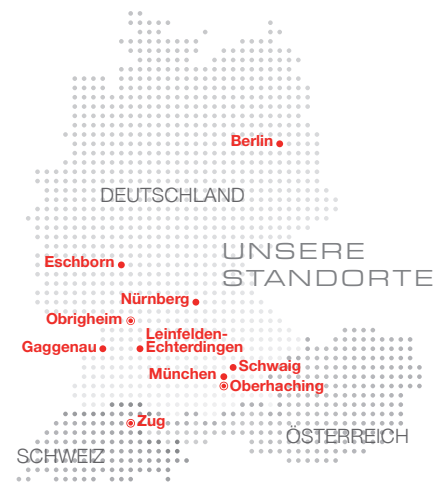 Berlin
DEUTSCHLAND
UNSERE
STANDORTE
Eschborn
Nürnberg
Obrigheim
Leinfelden-
Echterdingen
Gaggenau
Schwaig
München
Oberhaching
Zug
ÖSTERREICH
SCHWEIZ